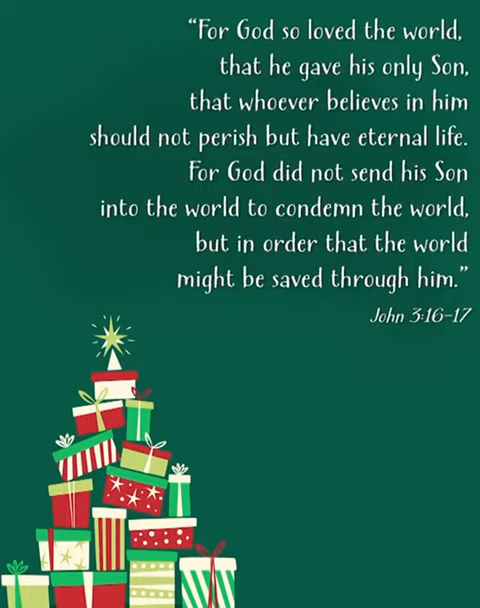 “For God so loved the world,
that he gave his only Son,
that whoever believes in him
should not perish but have eternal life.
For God did not send his Son
into the world to condemn the world,
but in order that the world
might be saved through him.”
John 3:16-17